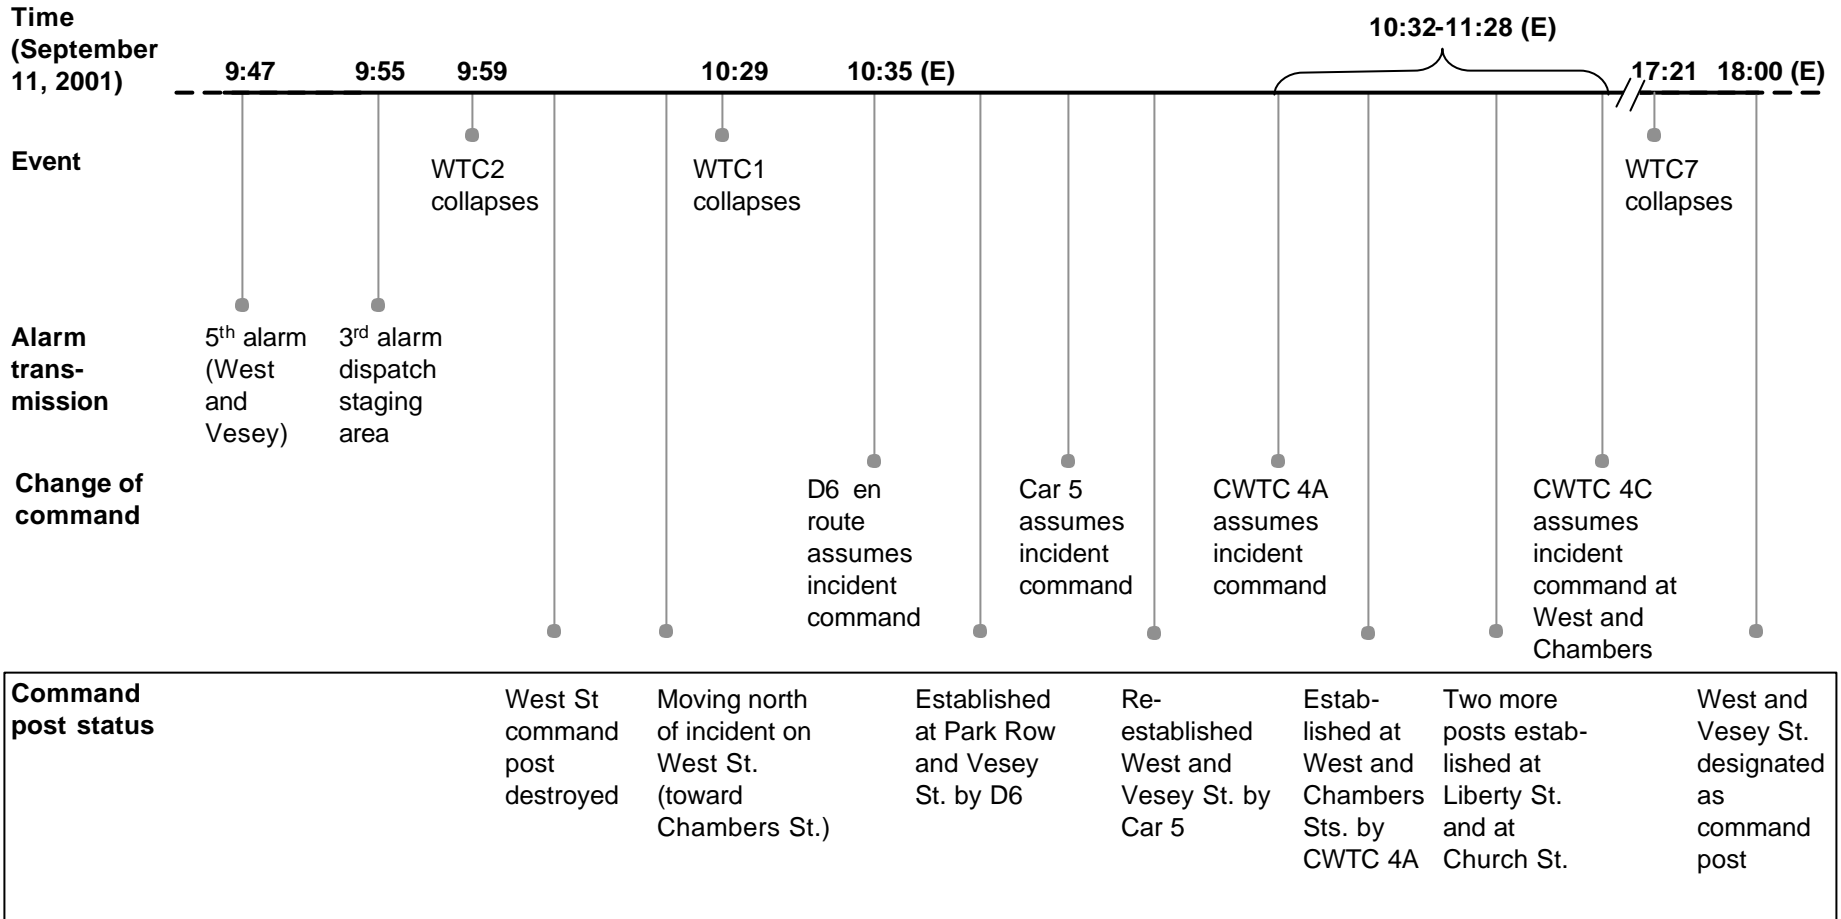 Time
(September
11, 2001)
10:32-11:28 (E)
9:47
9:55
9:59
10:29
10:35 (E)
17:21
18:00 (E)
Event
WTC2
collapses
WTC1
collapses
WTC7
collapses
Alarm
trans-
mission
5th alarm
(West
and
Vesey)
3rd alarm
dispatch
staging
area
Change of
command
D6 en
route
assumes
incident
command
Car 5
assumes
incident
command
CWTC 4A
assumes
incident
command
CWTC 4C
assumes
incident
command at
West and
Chambers
Command
post status
West St
command
post
destroyed
Moving north
of incident on
West St.
(toward
Chambers St.)
Established
at Park Row
and Vesey
St. by D6
Re-
established
West and
Vesey St. by
Car 5
Estab-
lished at
West and
Chambers
Sts. by
CWTC 4A
Two more
posts estab-
lished at
Liberty St.
and at
Church St.
West and
Vesey St.
designated
as
command
post